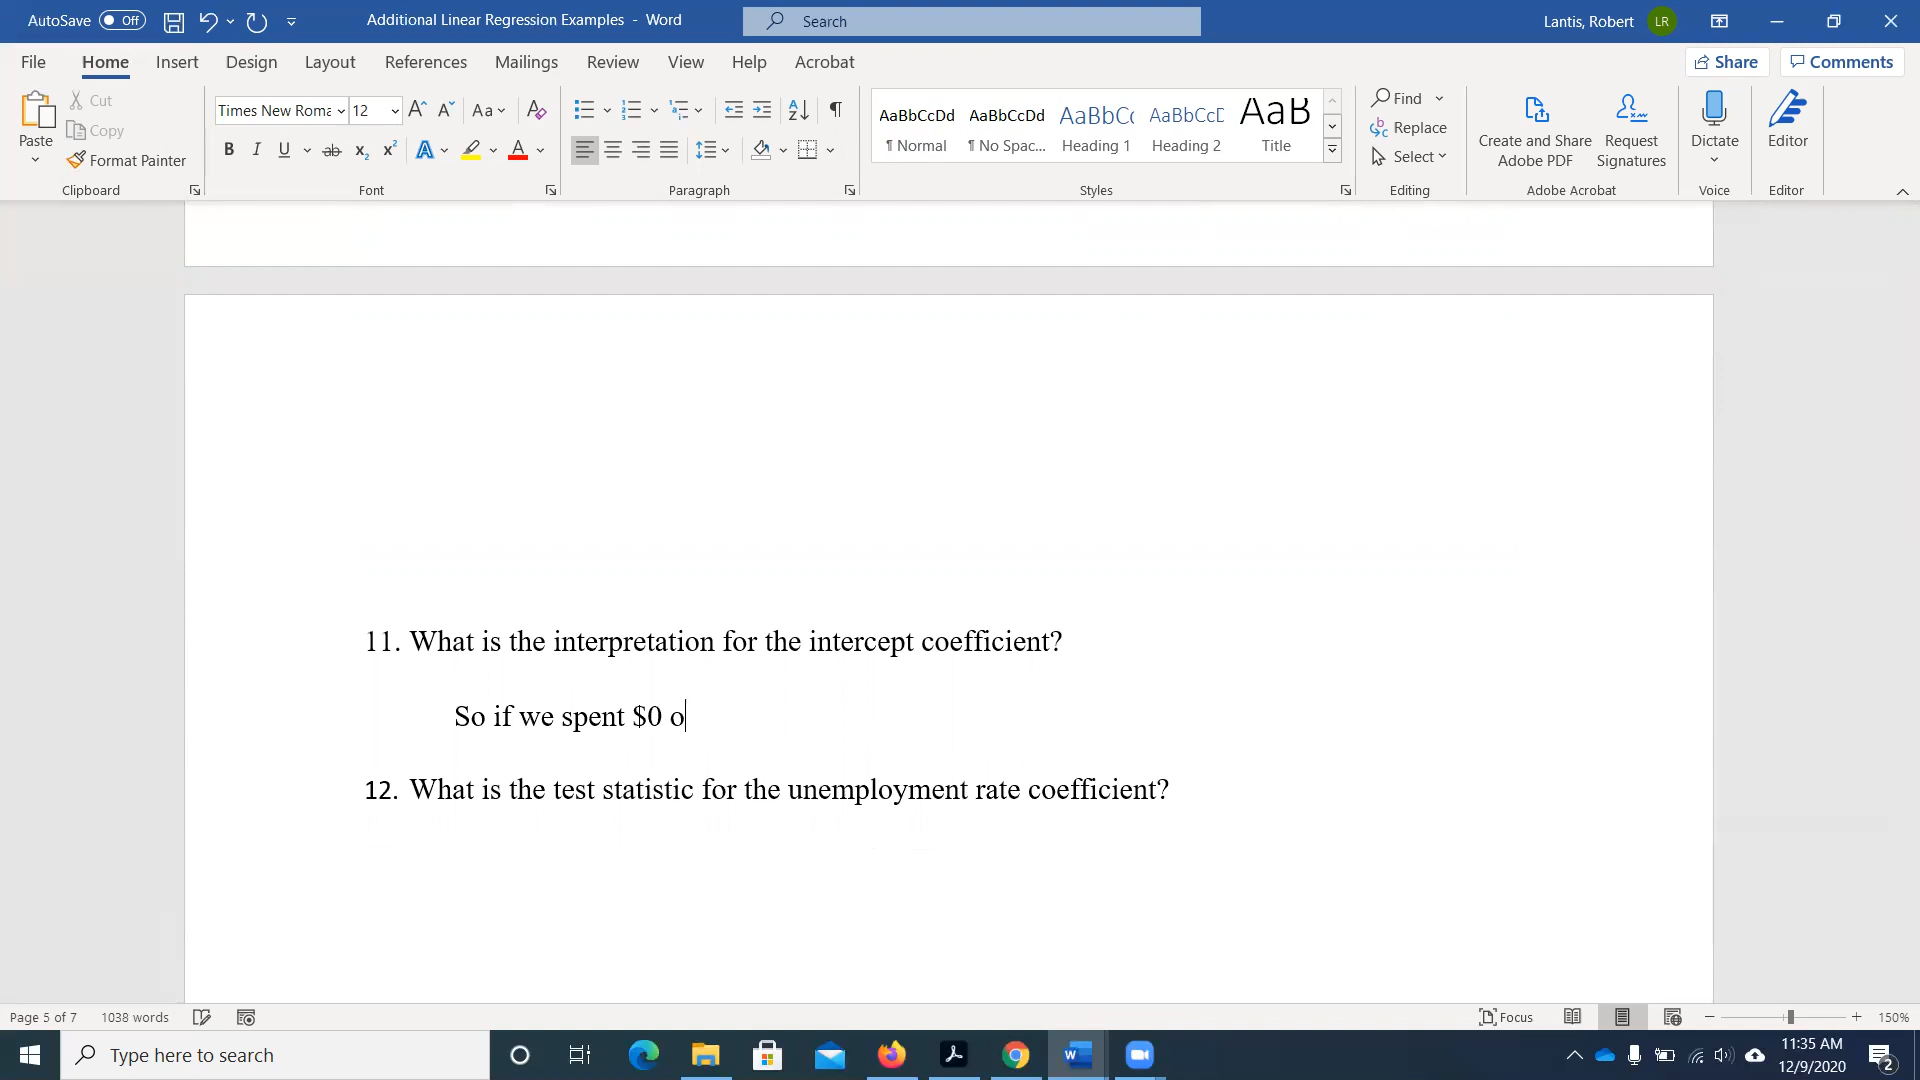 AutoSave Off Additional Linear Regression Examples - Word Search Lantis, Robert LR
File Home Insert Design Layout References Mailings Review View Help Acrobat Share Comments
Paste Cut Copy Format Painter Clipboard
Times New Roma 12 A^ A˅ Aa A
B I U ab x₂ x² A A Font
Paragraph
AaBbCcDd AaBbCcDd AaBbCc AaBbCcD AaB
¶ Normal ¶ No Spac... Heading 1 Heading 2 Title
Styles
Find Replace Select Editing
Create and Share Adobe PDF Request Signatures Adobe Acrobat
Dictate Voice
Editor Editor
11. What is the interpretation for the intercept coefficient?
So if we spent $0 o
12. What is the test statistic for the unemployment rate coefficient?
Page 5 of 7 1038 words Focus 150%
Type here to search 11:35 AM
12/9/2020 2